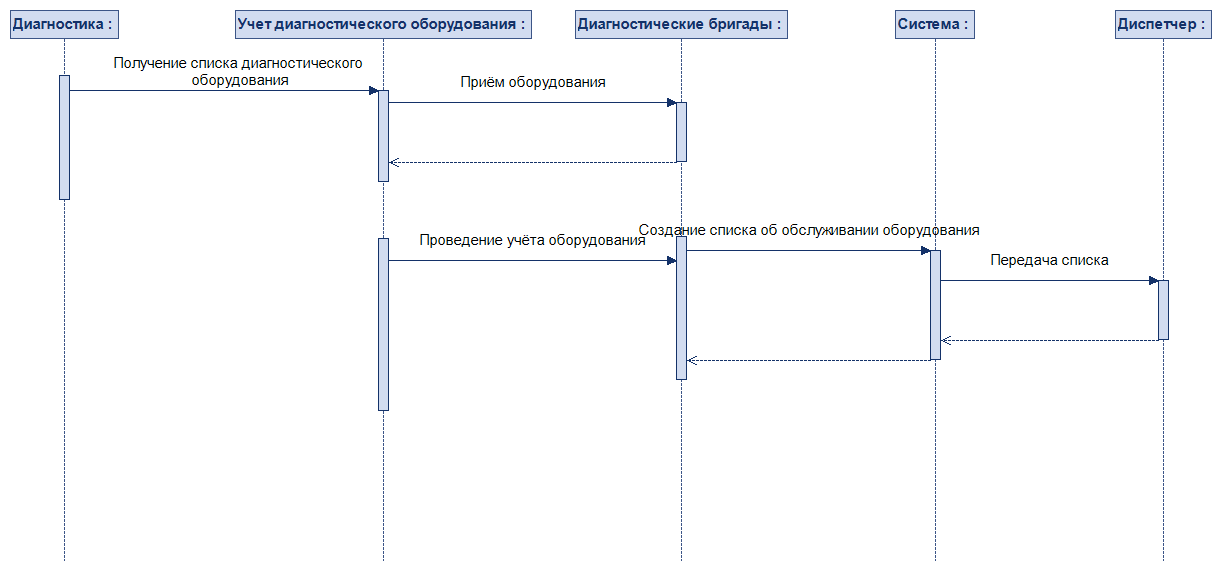 Диагностика :
Учет диагностического оборудования :
Диагностические бригады :
Система :
Диспетчер :
Получение списка диагностического
оборудования
Приём оборудования
Проведение учёта оборудования
Создание списка об обслуживании оборудования
Передача списка